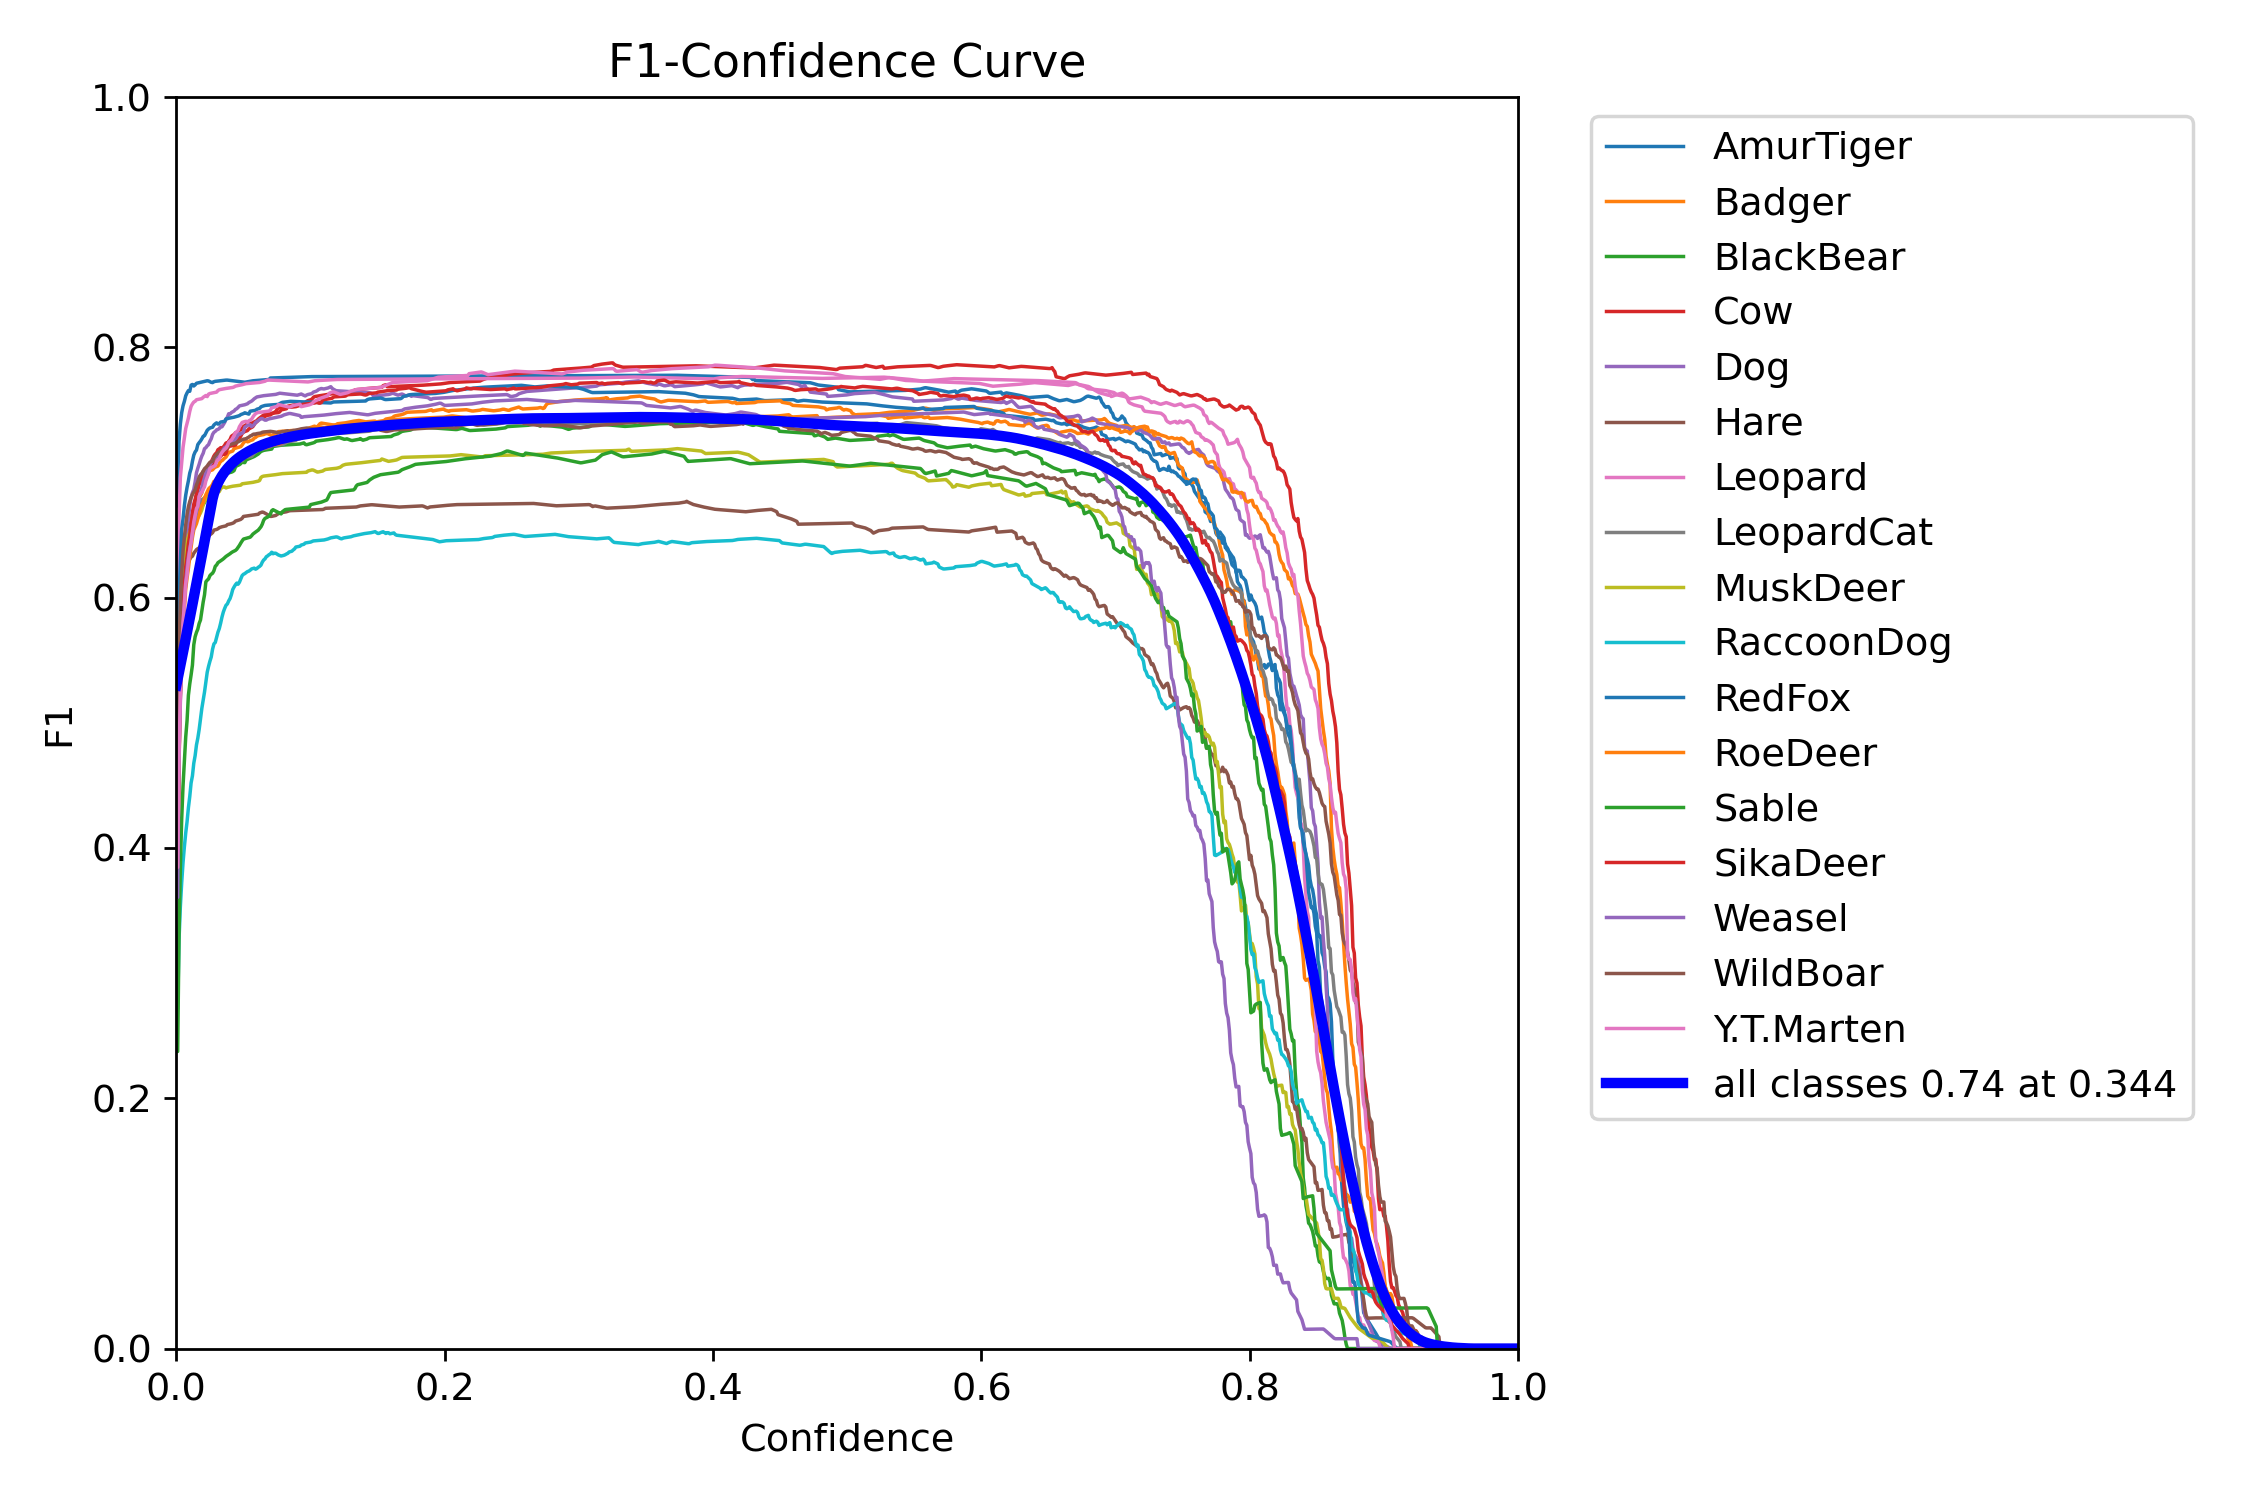 F1-Confidence Curve
1.0
0.8
0.6
0.4
0.2
0.0
F1
0.0 0.2 0.4 0.6 0.8 1.0
Confidence
AmurTiger
Badger
BlackBear
Cow
Dog
Hare
Leopard
LeopardCat
MuskDeer
RaccoonDog
RedFox
RoeDeer
Sable
SikaDeer
Weasel
WildBoar
Y.T.Marten
all classes 0.74 at 0.344